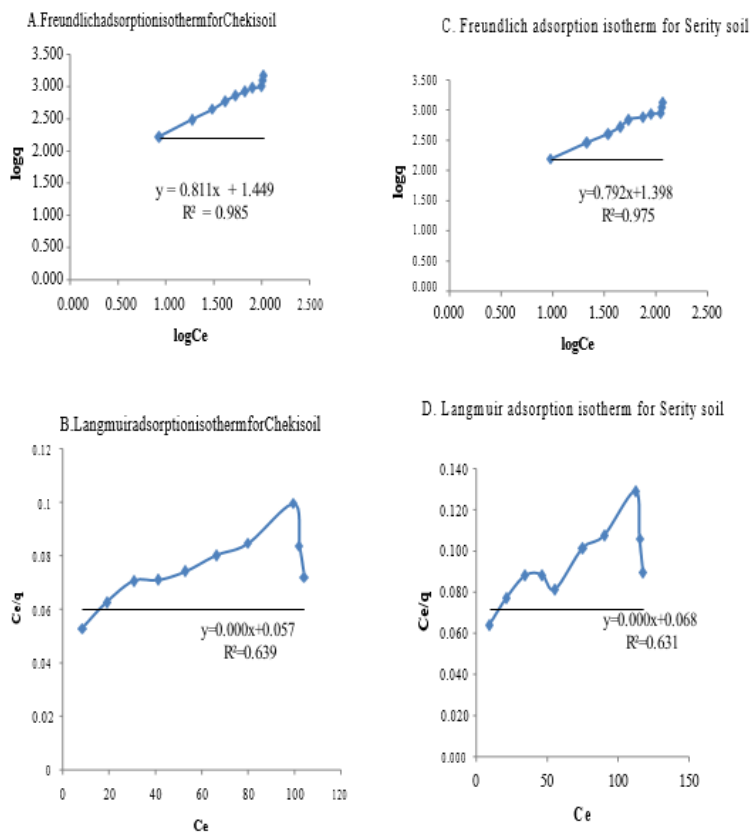 A.FreundlichadsorptionisothermforChekisoil
3.500
3.000
2.500
2.000
1.500
1.000
0.500
0.000
logq
y = 0.811x + 1.449
R² = 0.985
0.000 0.500 1.000 1.500 2.000 2.500
logCe
C. Freundlich adsorption isotherm for Serity soil
3.500
3.000
2.500
2.000
1.500
1.000
0.500
0.000
logq
y=0.792x+1.398
R²=0.975
0.000 0.500 1.000 1.500 2.000 2.500
logCe
B.LangmuiradsorptionisothermforChekisoil
0.12
0.1
0.08
0.06
0.04
0.02
0
Ce/q
y=0.000x+0.057
R²=0.639
0 20 40 60 80 100 120
Ce
D. Langmuir adsorption isotherm for Serity soil
0.140
0.120
0.100
0.080
0.060
0.040
0.020
0.000
Ce/q
y=0.000x+0.068
R²=0.631
0 50 100 150
Ce